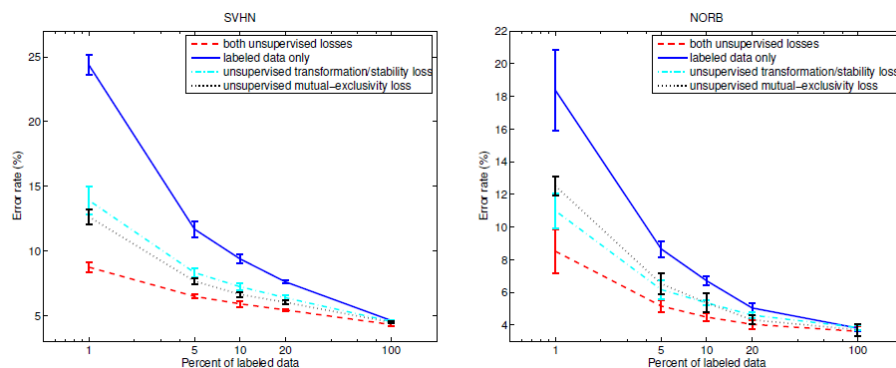 SVHN
both unsupervised losses
labeled data only
unsupervised transformation/stability loss
unsupervised mutual-exclusivity loss
25
20
15
10
5
Error rate (%)
1
5
10
20
100
Percent of labeled data
NORB
both unsupervised losses
labeled data only
unsupervised transformation/stability loss
unsupervised mutual-exclusivity loss
22
20
18
16
14
12
10
8
6
4
Error rate (%)
1
5
10
20
100
Percent of labeled data